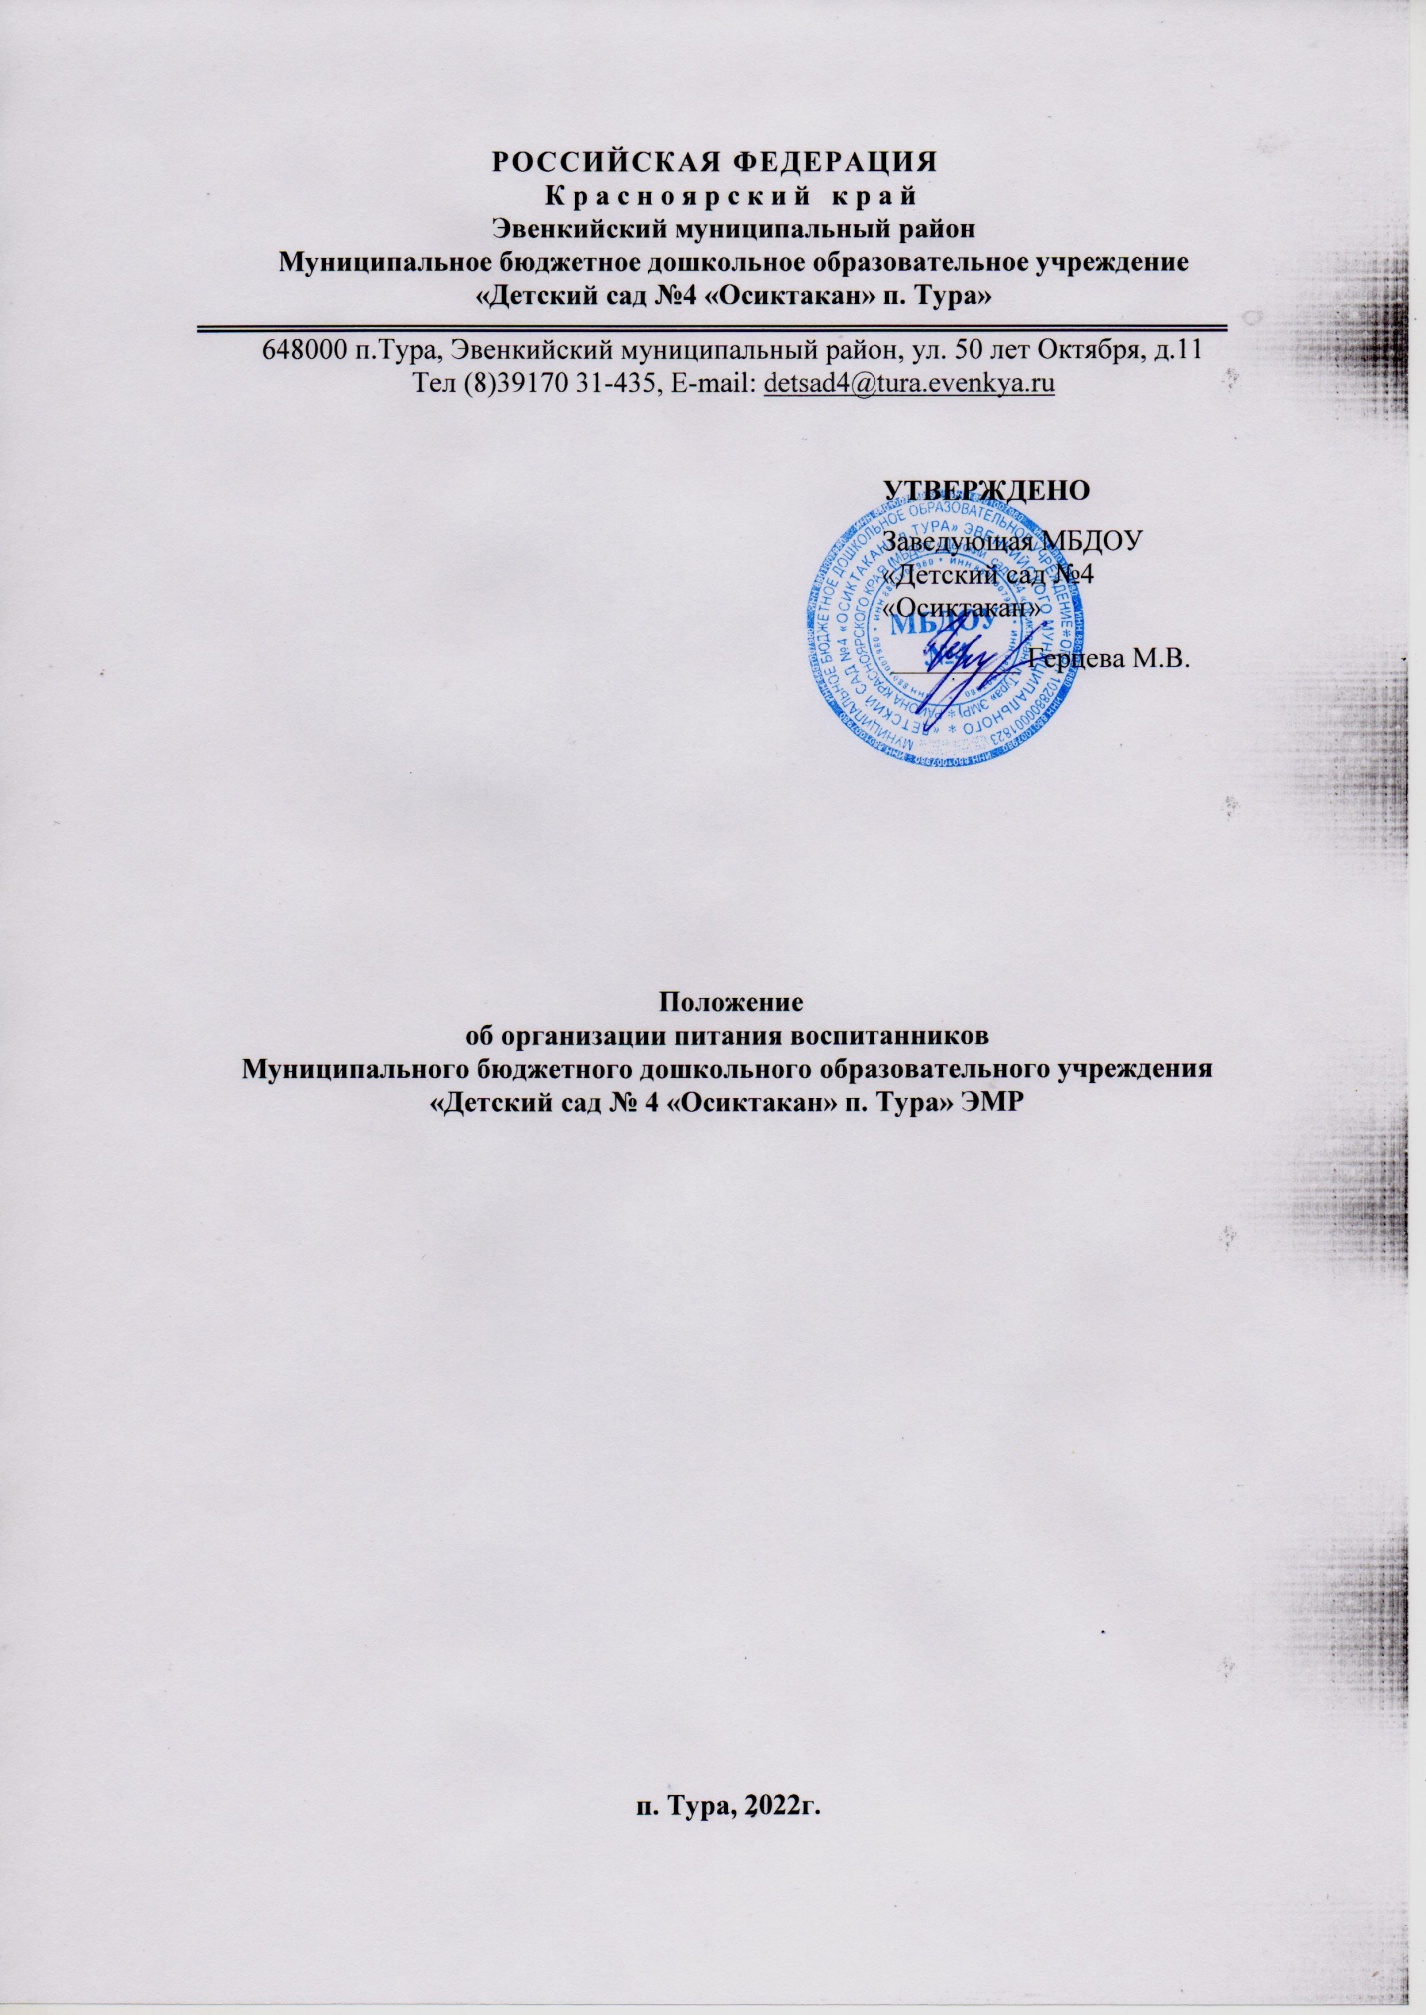 РОССИЙСКАЯ ФЕДЕРАЦИЯ
Красноярский край
Эвенкийский муниципальный район
Муниципальное бюджетное дошкольное образовательное учреждение
«Детский сад №4 «Осиктакан» п. Тура»
648000 п.Тура, Эвенкийский муниципальный район, ул. 50 лет Октября, д.11
Тел (8)39170 31-435, E-mail: detsad4@tura.evenkya.ru
УТВЕРЖДЕНО
Заведующая МБДОУ
«Детский сад №4
«Осиктакан»
МБДОУ
Герцева М.В.
Положение
об организации питания воспитанников
Муниципального бюджетного дошкольного образовательного учреждения
«Детский сад № 4 «Осиктакан» п. Тура» ЭМР
п. Тура, 2022г.